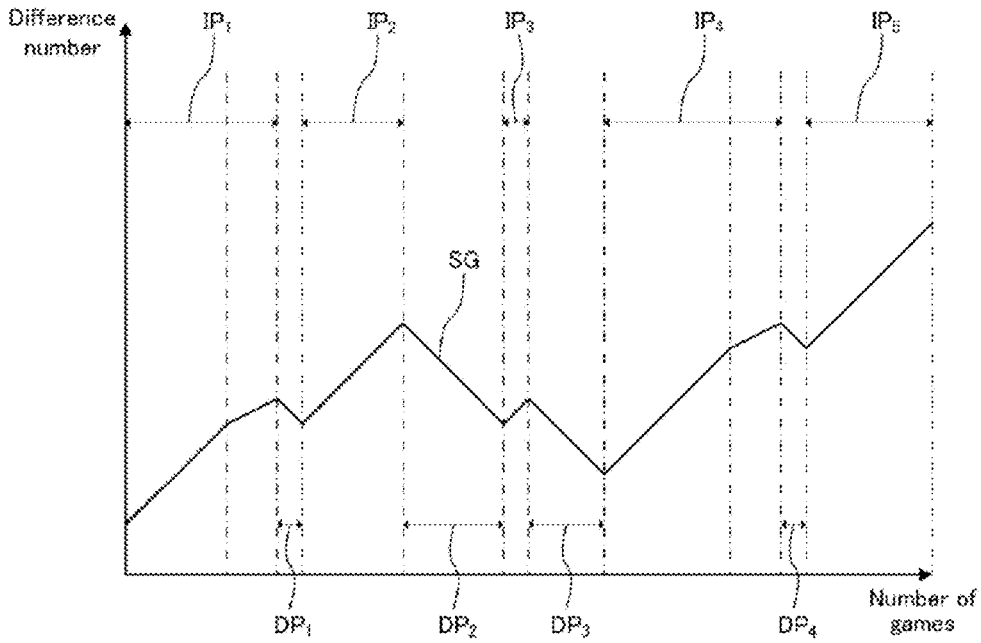 Difference
number
IP₁
IP₂
IP₃
IP₄
IP₅
SG
DP₁
DP₂
DP₃
DP₄
Number of
games